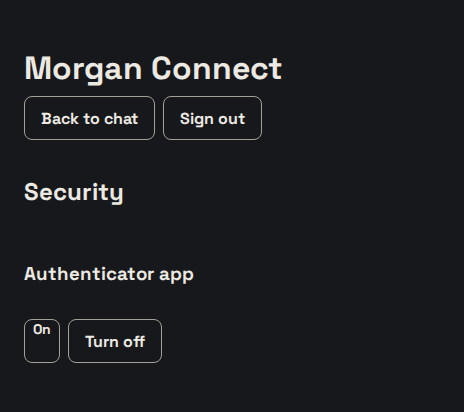 Morgan Connect
Back to chat Sign out
Security
Authenticator app
On Turn off